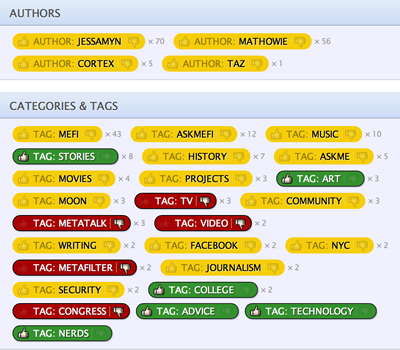 AUTHORS
AUTHOR: JESSAMYN × 70 AUTHOR: MATHOWIE × 56
AUTHOR: CORTEX × 5 AUTHOR: TAZ × 1
CATEGORIES & TAGS
TAG: MEFI × 43 TAG: ASKMEFI × 12 TAG: MUSIC × 10
TAG: STORIES × 8 TAG: HISTORY × 7 TAG: ASKME × 5
TAG: MOVIES × 4 TAG: PROJECTS × 3 TAG: ART × 3
TAG: MOON × 3 TAG: TV × 3 TAG: COMMUNITY × 3
TAG: METATALK × 3 TAG: VIDEO × 2
TAG: WRITING × 2 TAG: FACEBOOK × 2 TAG: NYC × 2
TAG: METAFILTER × 2 TAG: JOURNALISM × 2
TAG: SECURITY × 2 TAG: COLLEGE × 2
TAG: CONGRESS TAG: ADVICE TAG: TECHNOLOGY
TAG: NERDS